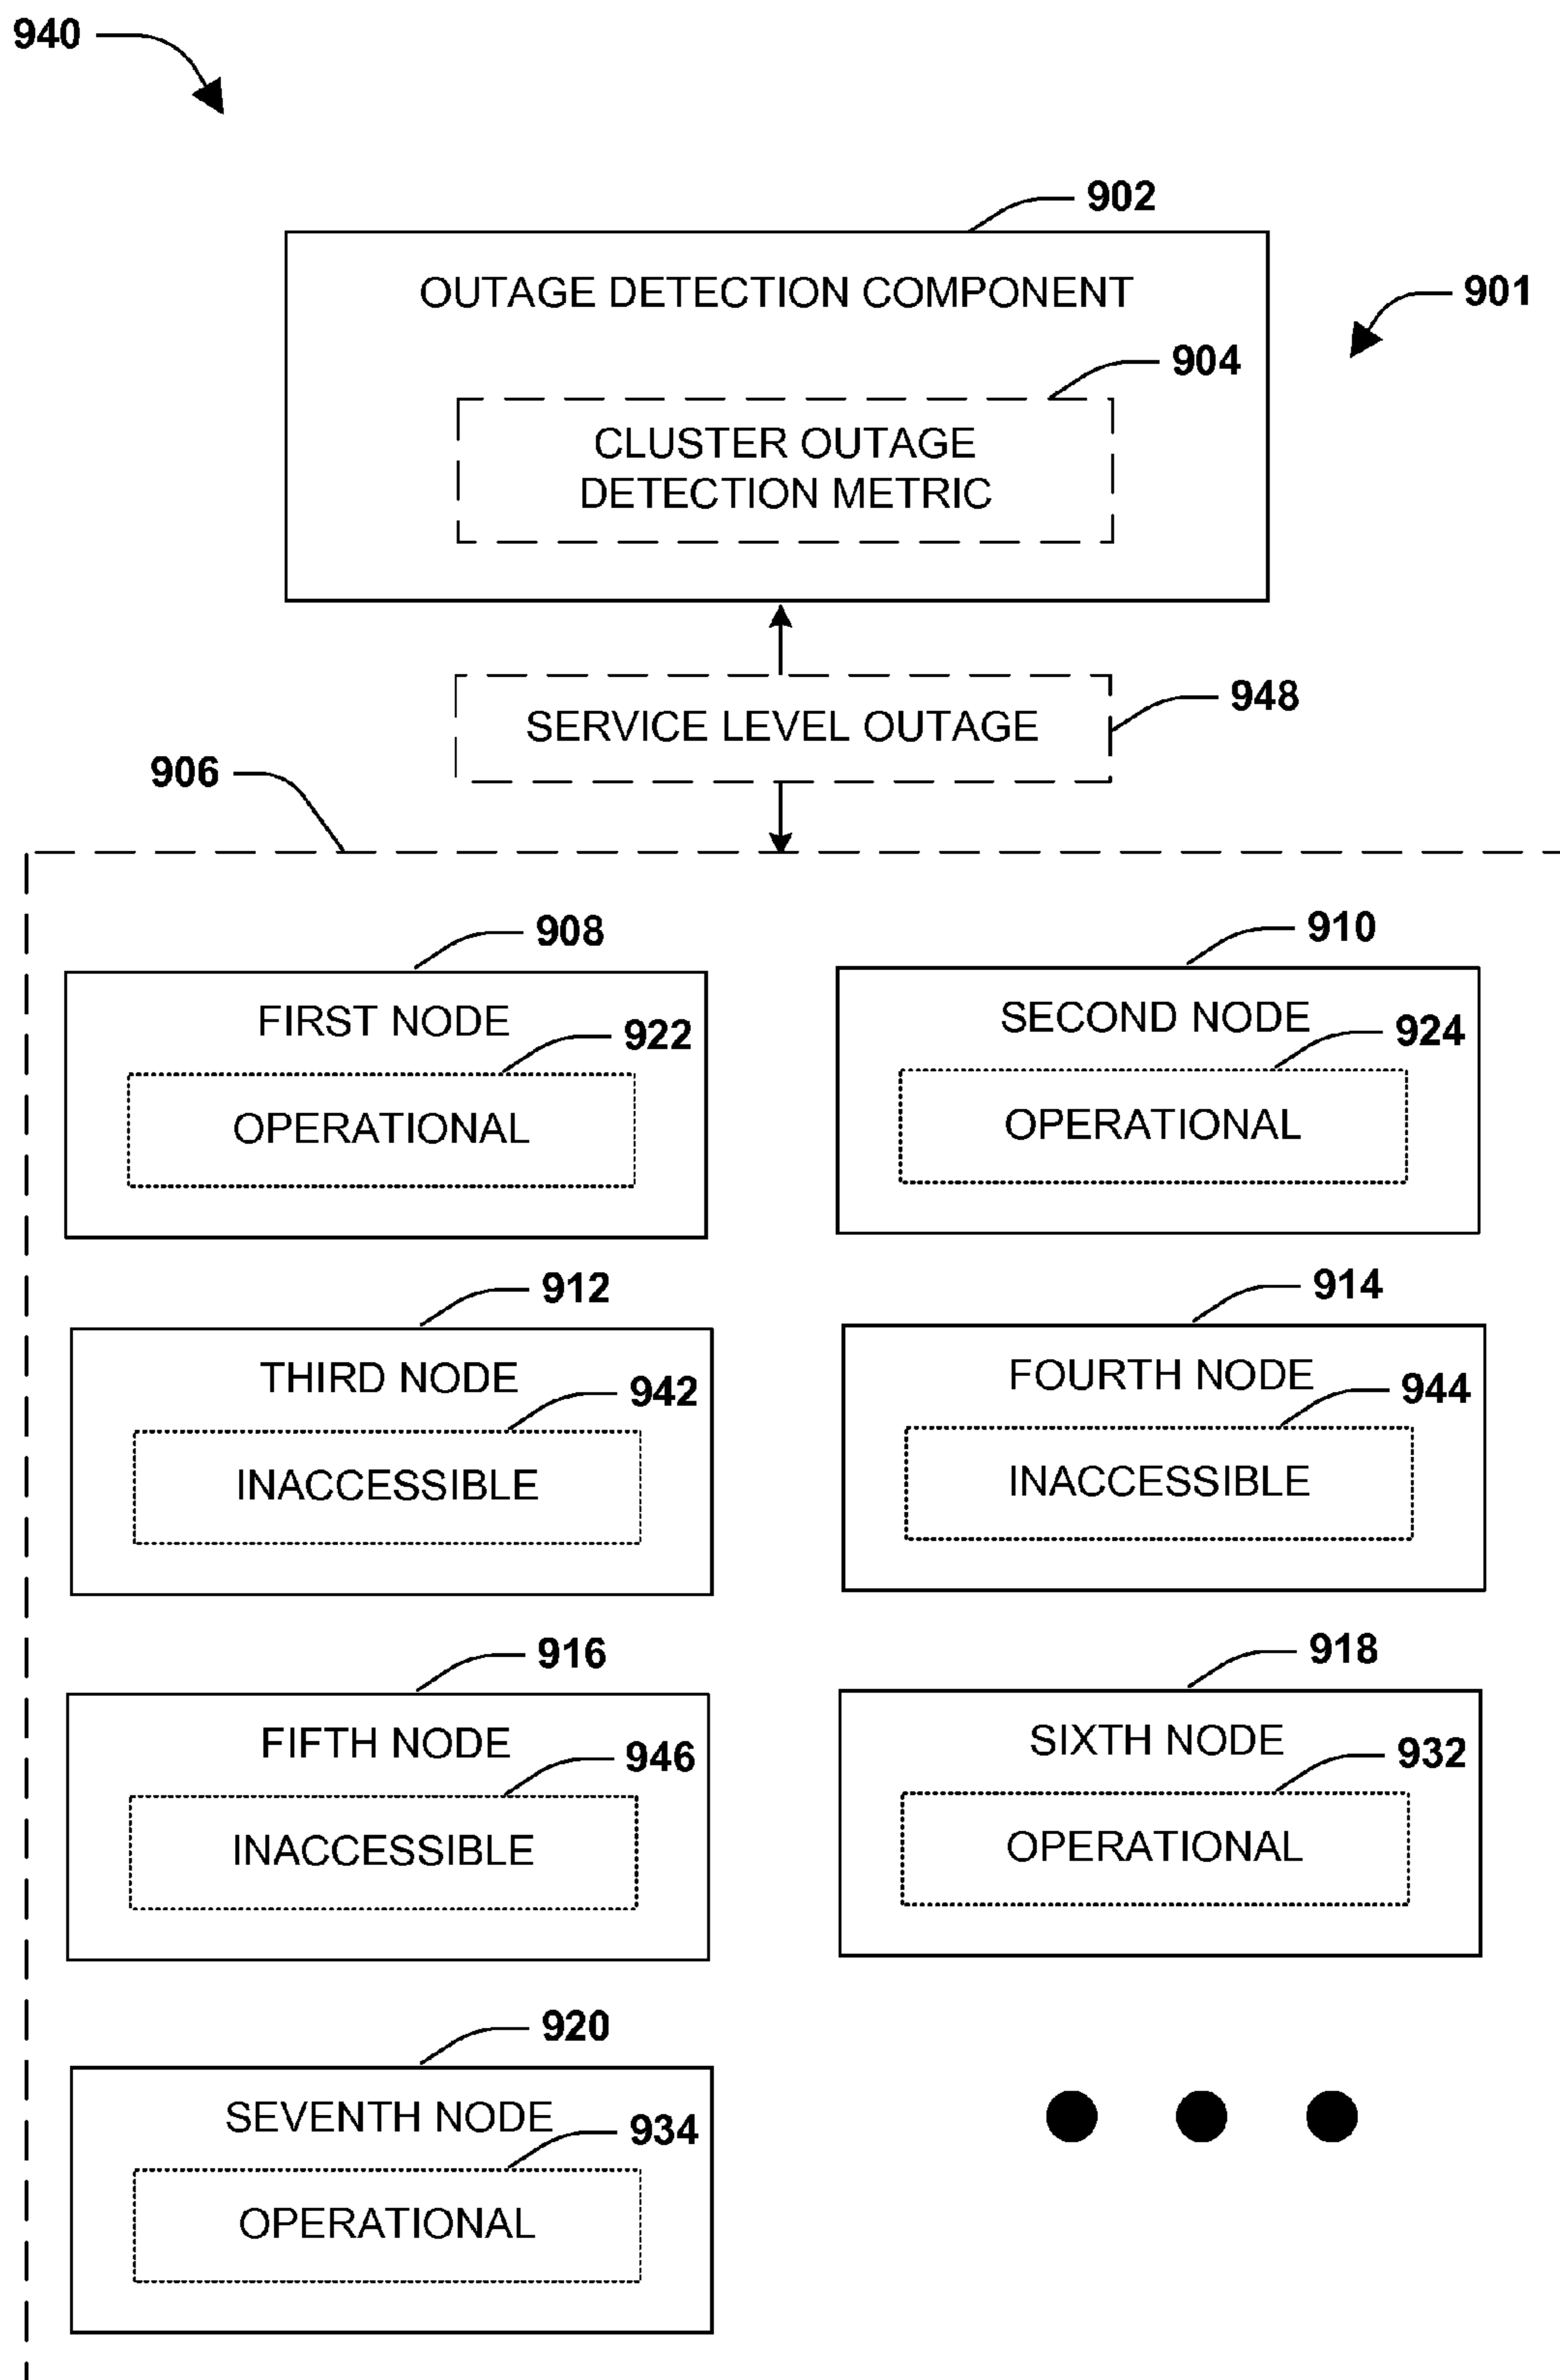 940
902
OUTAGE DETECTION COMPONENT
901
904
CLUSTER OUTAGE
DETECTION METRIC
SERVICE LEVEL OUTAGE
948
906
908
FIRST NODE
922
OPERATIONAL
910
SECOND NODE
924
OPERATIONAL
912
THIRD NODE
942
INACCESSIBLE
914
FOURTH NODE
944
INACCESSIBLE
916
FIFTH NODE
946
INACCESSIBLE
918
SIXTH NODE
932
OPERATIONAL
920
SEVENTH NODE
934
OPERATIONAL